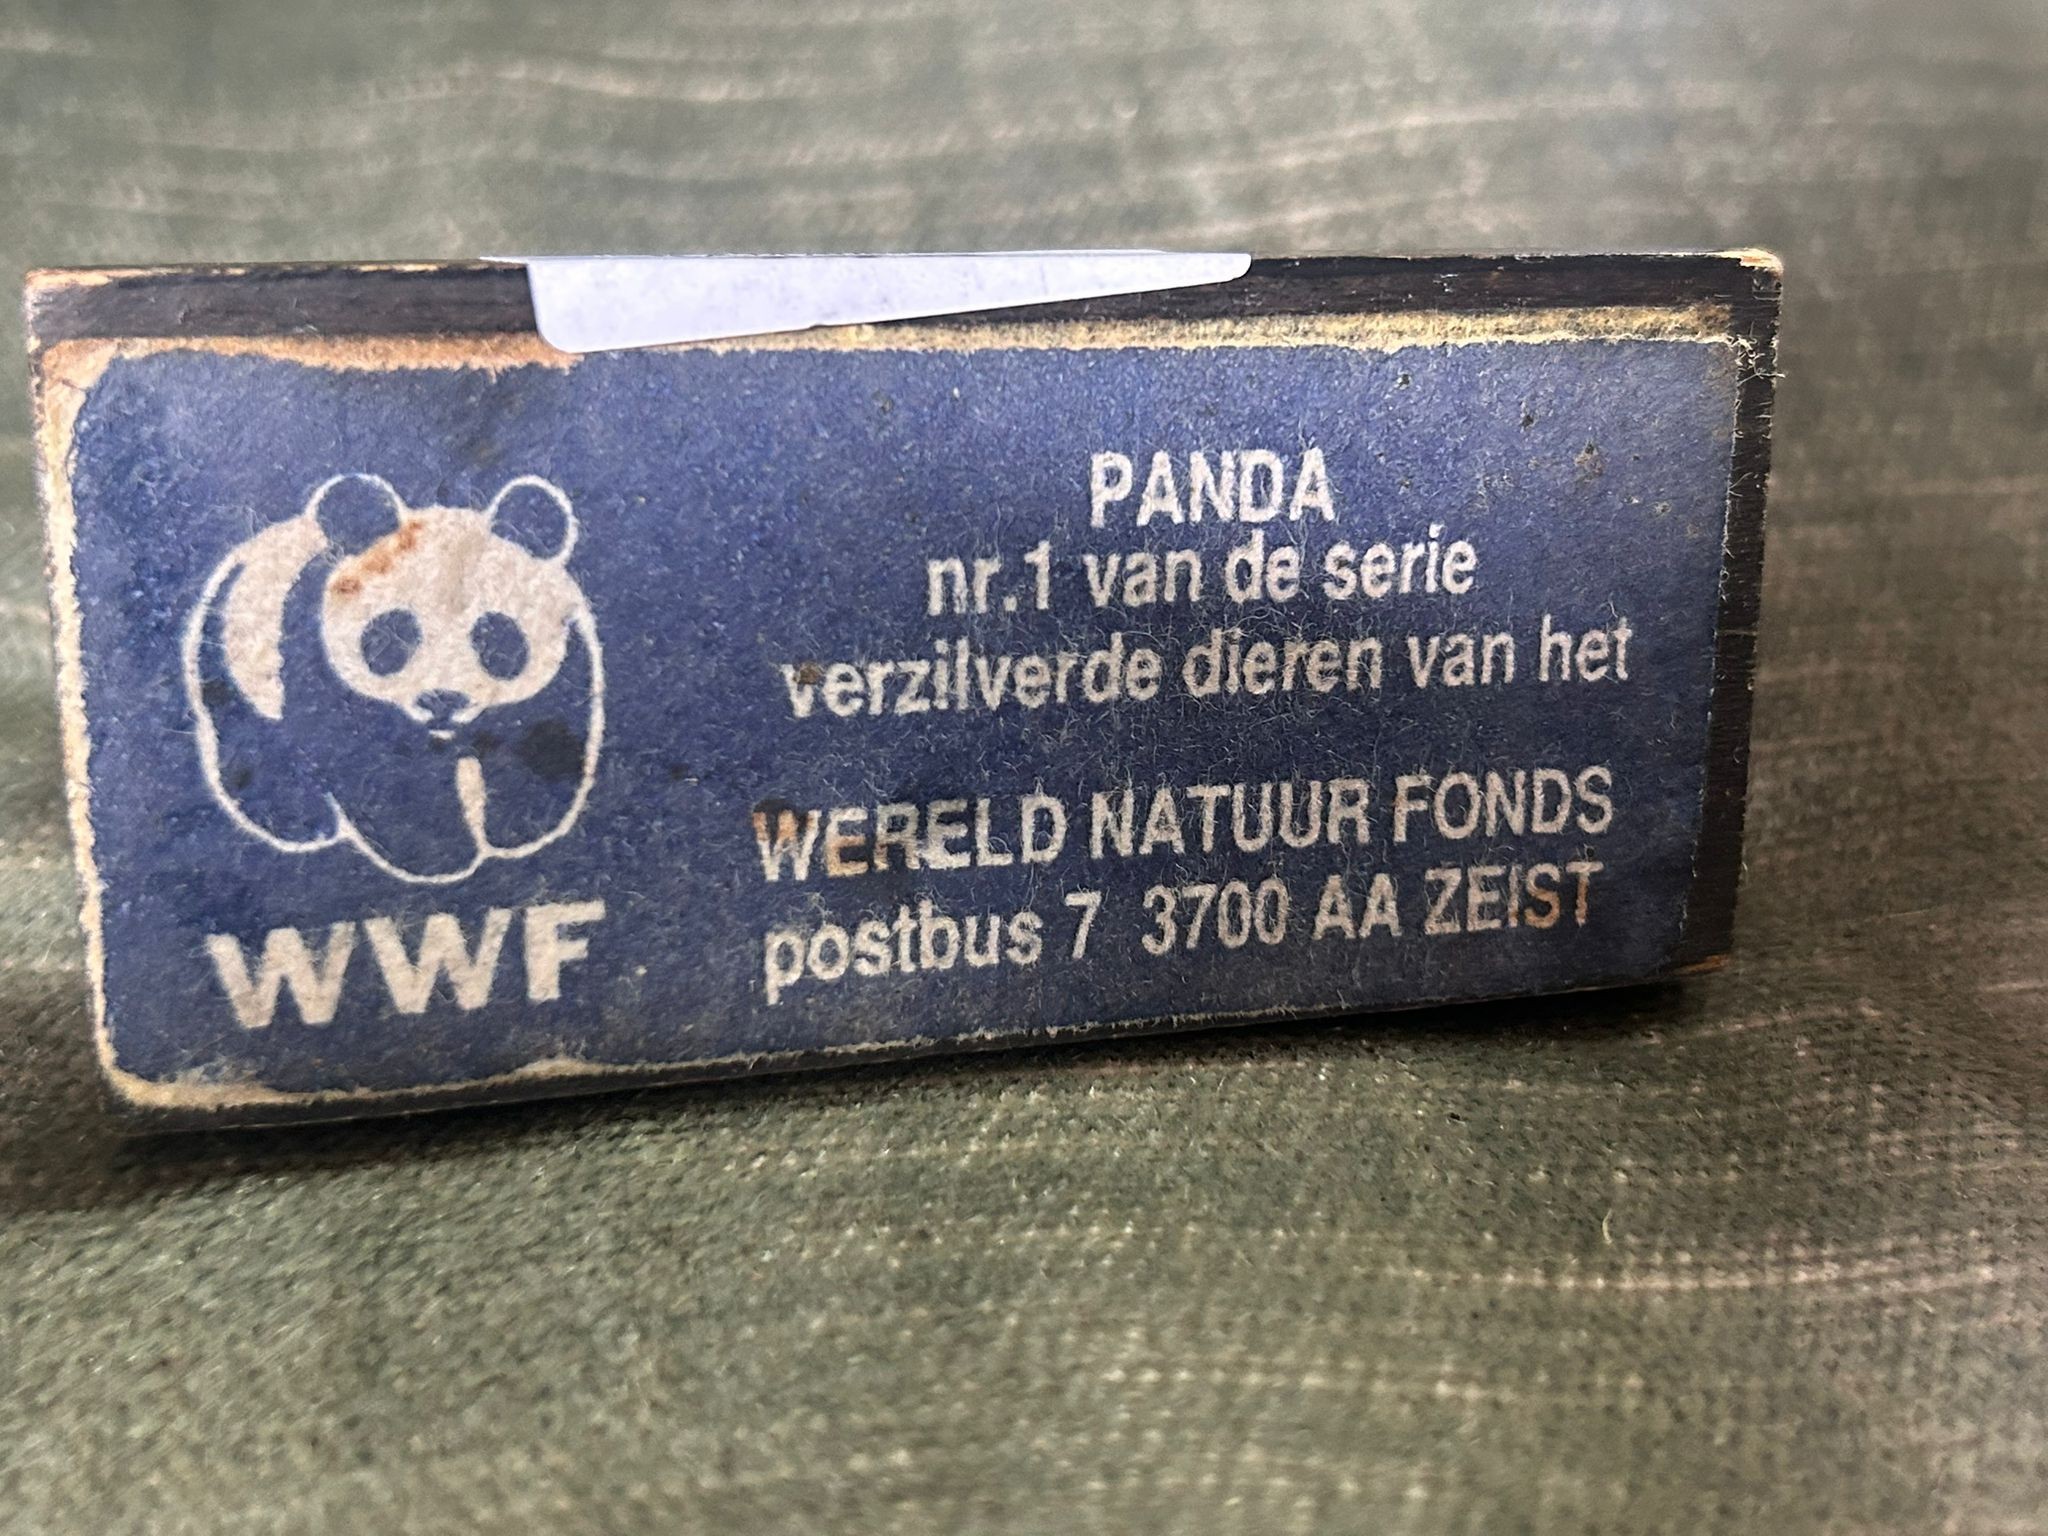 PANDA
nr.1 van de serie
verzilverde dieren van het
WERELD NATUUR FONDS
postbus 7 3700 AA ZEIST
WWF